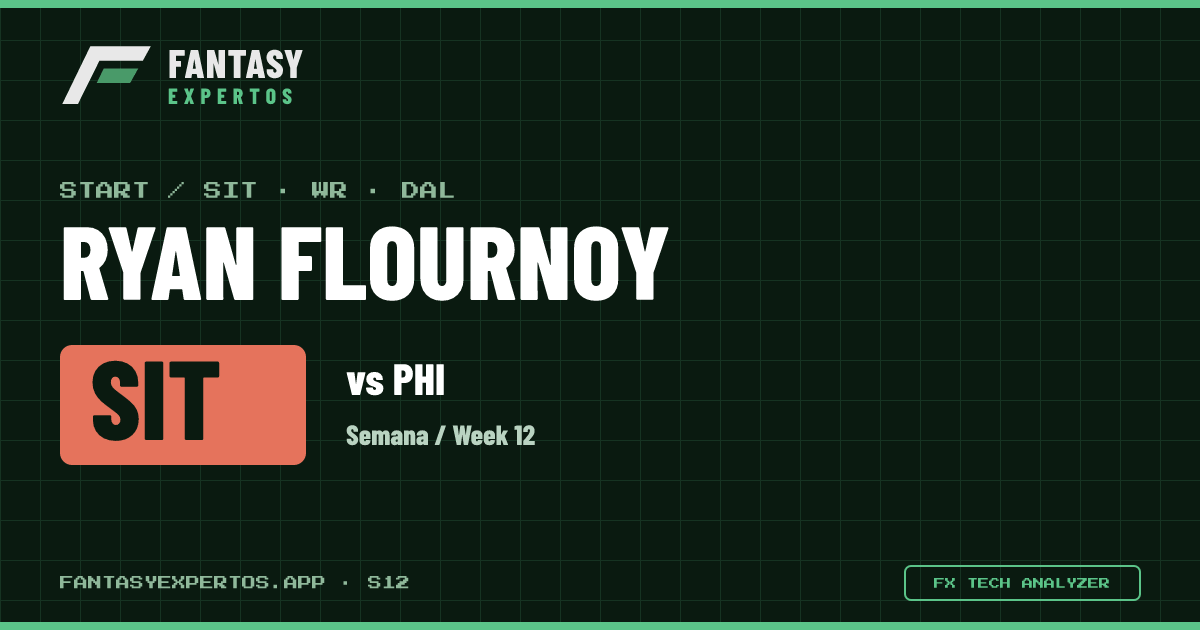 FANTASY
EXPERTOS
START / SIT · WR · DAL
RYAN FLOURNOY
SIT
vs PHI
Semana / Week 12
FANTASYEXPERTOS.APP · S12
FX TECH ANALYZER